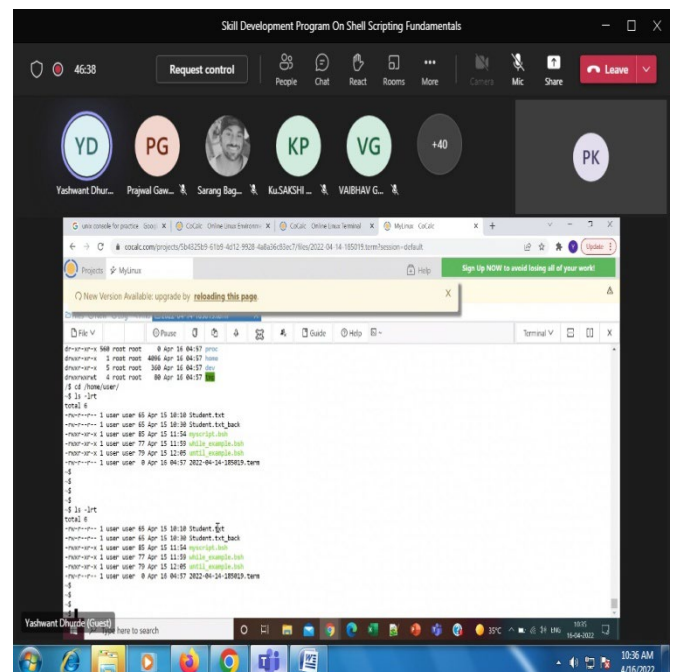 Skill Development Program On Shell Scripting Fundamentals
46:38
Request control
People Chat React Rooms More Camera Mic Share Leave
YD PG KP VG +40 PK
Yashwant Dhur... Prajwal Gaw... Sarang Bag... Ku.SAKSHI ... VAIBHAV G...
unix console for practice CoCalc Online Linux Environm CoCalc Online Linux Terminal MyLinux CoCalc
Update
Projects MyLinux Help Sign Up NOW to avoid losing all of your work!
New Version Available: upgrade by reloading this page. X
File Pause Guide Help Terminal
dr-xr-xr-x 560 root root 0 Apr 16 04:57 proc
drwxr-xr-x 1 root root 4096 Apr 16 04:57 home
drwxr-xr-x 5 root root 360 Apr 16 04:57 dev
drwxrwxrwt 4 root root 80 Apr 16 04:57
/$ cd /home/user/
~$ ls -lrt
total 6
-rw-r--r-- 1 user user 65 Apr 15 10:10 Student.txt
-rw-r--r-- 1 user user 65 Apr 15 10:30 Student.txt_back
-rwxr-xr-x 1 user user 85 Apr 15 11:54 myscript.bsh
-rwxr-xr-x 1 user user 77 Apr 15 11:59 while_example.bsh
-rwxr-xr-x 1 user user 79 Apr 15 12:05 until_example.bsh
-rw-r--r-- 1 user user 0 Apr 16 04:57 2022-04-14-185019.term
~$
~$
~$
~$ ls -lrt
total 6
-rw-r--r-- 1 user user 65 Apr 15 10:10 Student.txt
-rw-r--r-- 1 user user 65 Apr 15 10:30 Student.txt_back
-rwxr-xr-x 1 user user 85 Apr 15 11:54 myscript.bsh
-rwxr-xr-x 1 user user 77 Apr 15 11:59 while_example.bsh
-rwxr-xr-x 1 user user 79 Apr 15 12:05 until_example.bsh
-rw-r--r-- 1 user user 0 Apr 16 04:57 2022-04-14-185019.term
~$
~$
~$
Yashwant Dhurde (Guest)
here to search 35°C ENG 10:35
16-04-2022
10:36 AM
4/16/2022